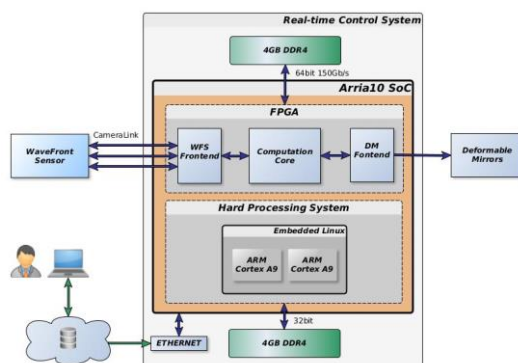 Real-time Control System
4GB DDR4
64bit 150Gb/s
Arria10 SoC
FPGA
CameraLink
WaveFront
Sensor
WFS
Frontend
Computation
Core
DM
Fontend
Deformable
Mirrors
Hard Processing System
Embedded Linux
ARM
Cortex A9
ARM
Cortex A9
32bit
ETHERNET
4GB DDR4